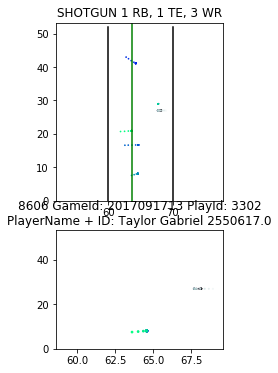 SHOTGUN 1 RB, 1 TE, 3 WR
50
40
30
20
10
0
60 70
8606 GameId: 2017091713 PlayId: 3302
PlayerName + ID: Taylor Gabriel 2550617.0
40
20
0
60.0 62.5 65.0 67.5